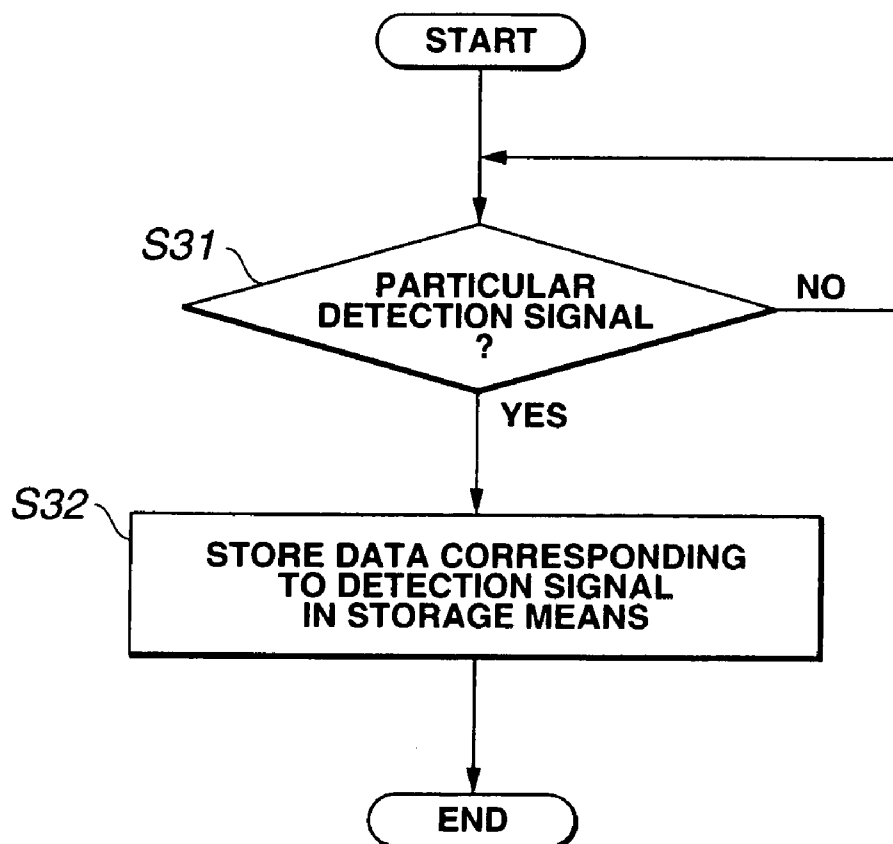 START
S31
PARTICULAR
DETECTION SIGNAL
?
NO
YES
S32
STORE DATA CORRESPONDING
TO DETECTION SIGNAL
IN STORAGE MEANS
END